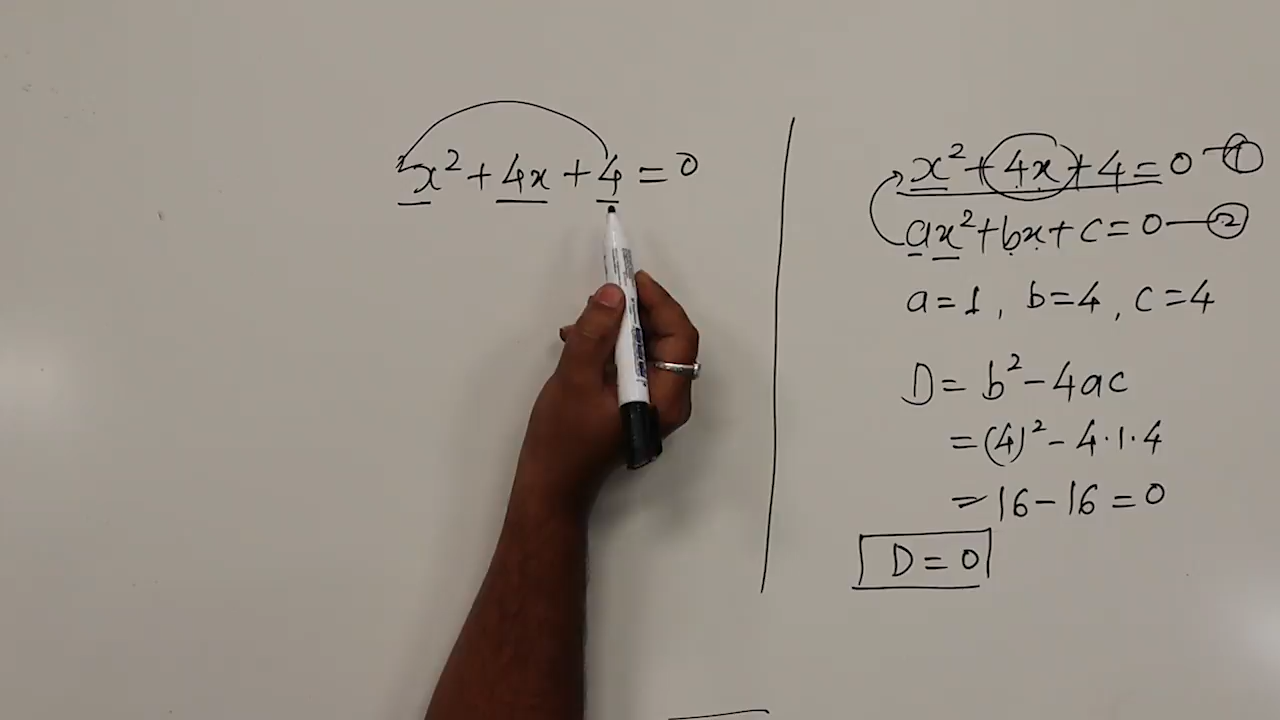 x² + 4x + 4 = 0
x² + 4x + 4 = 0 — 1
ax² + bx + c = 0 — 2
a = 1, b = 4, c = 4
D = b² - 4ac
= (4)² - 4·1·4
= 16 - 16 = 0
D = 0